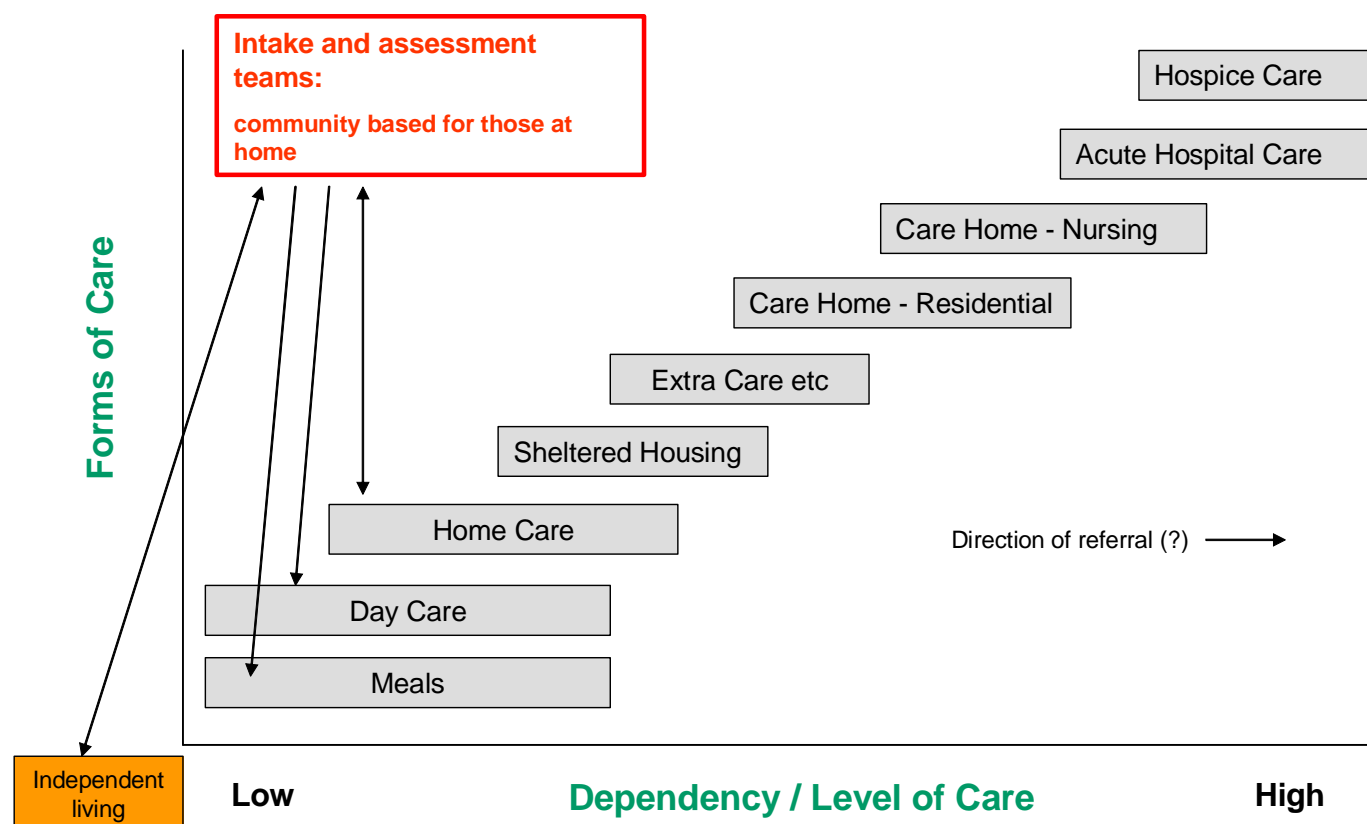 Intake and assessment
teams:
community based for those at
home
Hospice Care
Acute Hospital Care
Care Home - Nursing
Care Home - Residential
Extra Care etc
Sheltered Housing
Home Care
Direction of referral (?)
Day Care
Meals
Forms of Care
Independent
living
Low
Dependency / Level of Care
High